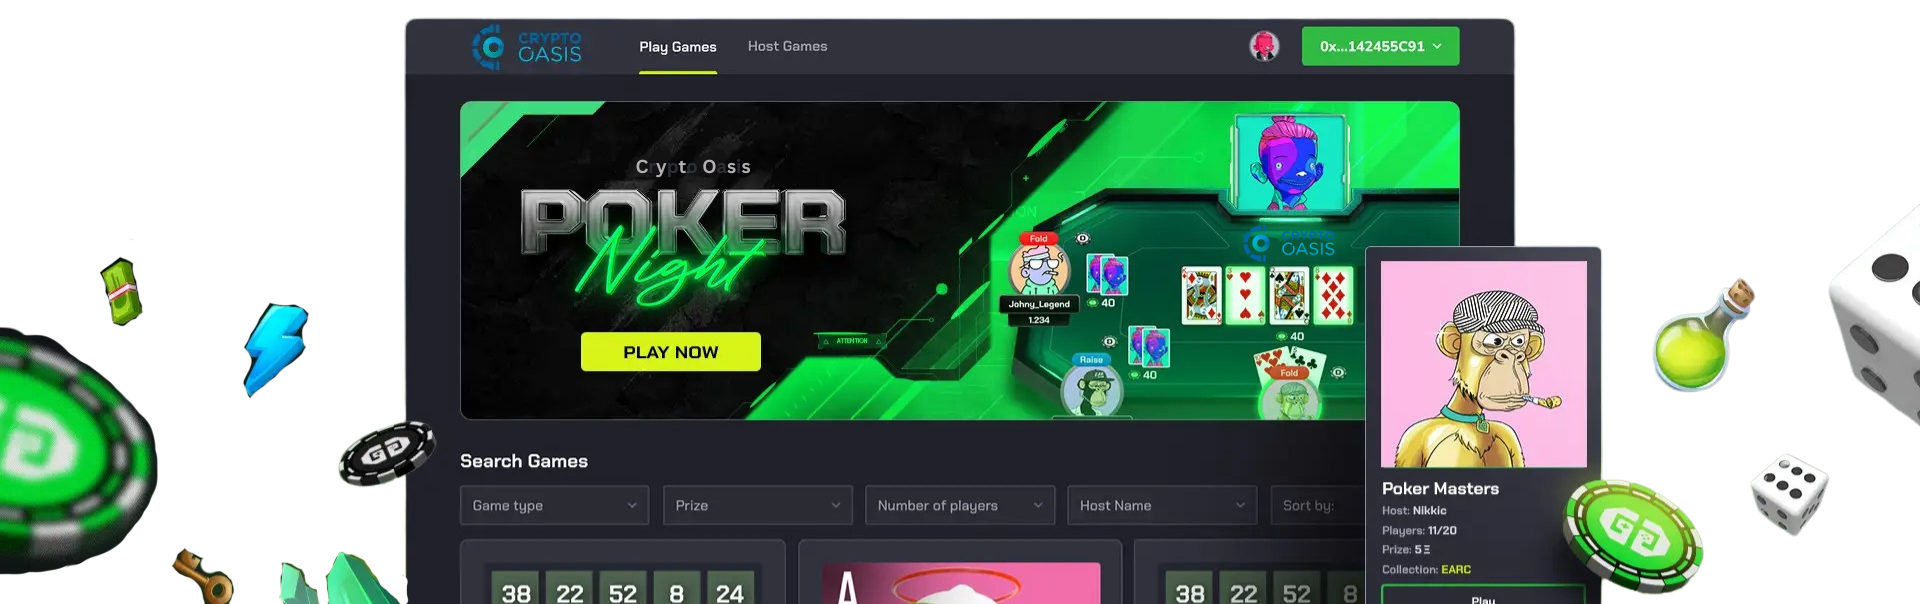 CRYPTO
OASIS
Play Games
Host Games
0x...142455C91
Crypto Oasis
POKER
Night
PLAY NOW
ATTENTION
CRYPTO
OASIS
Fold
Johny_Legend
1.234
40
40
40
Raise
Fold
Search Games
Game type
Prize
Number of players
Host Name
Sort by:
38 22 52 8 24
A
38 22 52 8
Poker Masters
Host: Nikkic
Players: 11/20
Prize: 5Ξ
Collection: EARC
Play